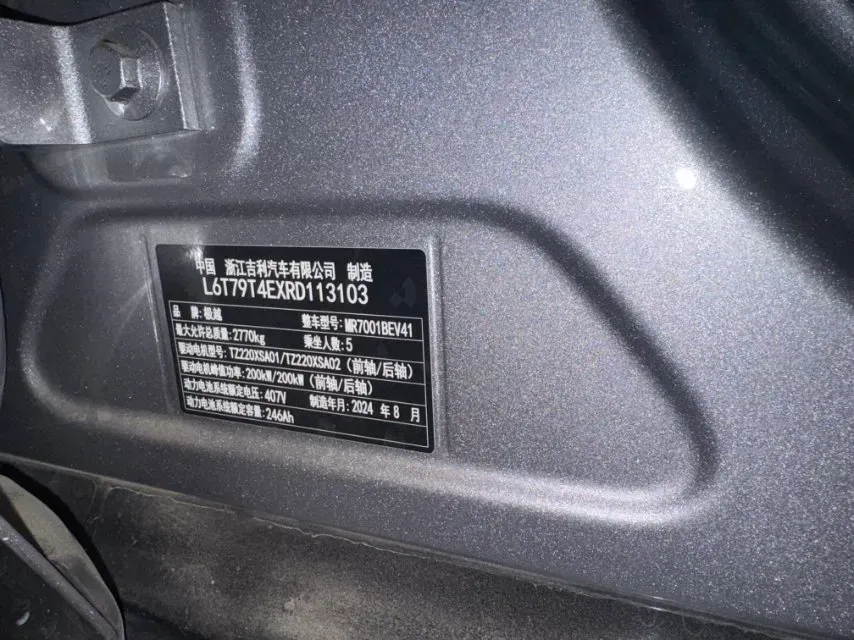 中国 浙江吉利汽车有限公司 制造
L6T79T4EXRD113103
品 牌:极越 整车型号:MR7001BEV41
最大允许总质量:2770kg 乘坐人数:5
驱动电机型号:TZ220XSA01/TZ220XSA02（前轴/后轴）
驱动电机峰值功率:200kW/200kW（前轴/后轴）
动力电池系统额定电压:407V 制造年月:2024 年 8 月
动力电池系统额定容量:246Ah